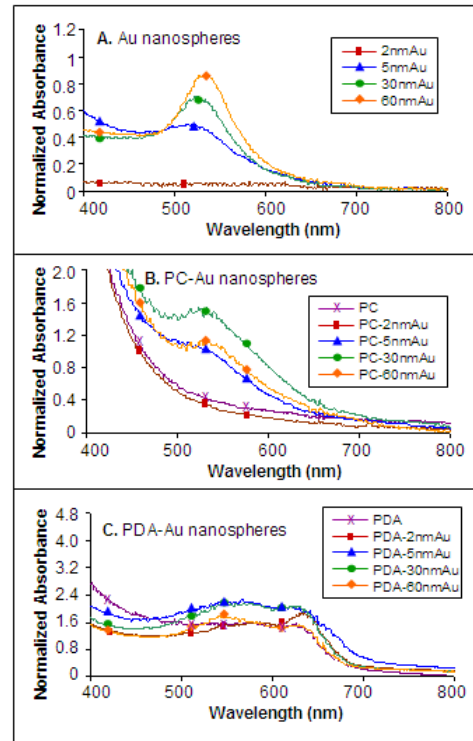 A. Au nanospheres
2nmAu
5nmAu
30nmAu
60nmAu
Normalized Absorbance
1.2
1
0.8
0.6
0.4
0.2
0
400 500 600 700 800
Wavelength (nm)
B. PC-Au nanospheres
PC
PC-2nmAu
PC-5nmAu
PC-30nmAu
PC-60nmAu
Normalized Absorbance
2.0
1.6
1.2
0.8
0.4
0
400 500 600 700 800
Wavelength (nm)
C. PDA-Au nanospheres
PDA
PDA-2nmAu
PDA-5nmAu
PDA-30nmAu
PDA-60nmAu
Normalized Absorbance
4.8
4.0
3.2
2.4
1.6
0.8
0
400 500 600 700 800
Wavelength (nm)